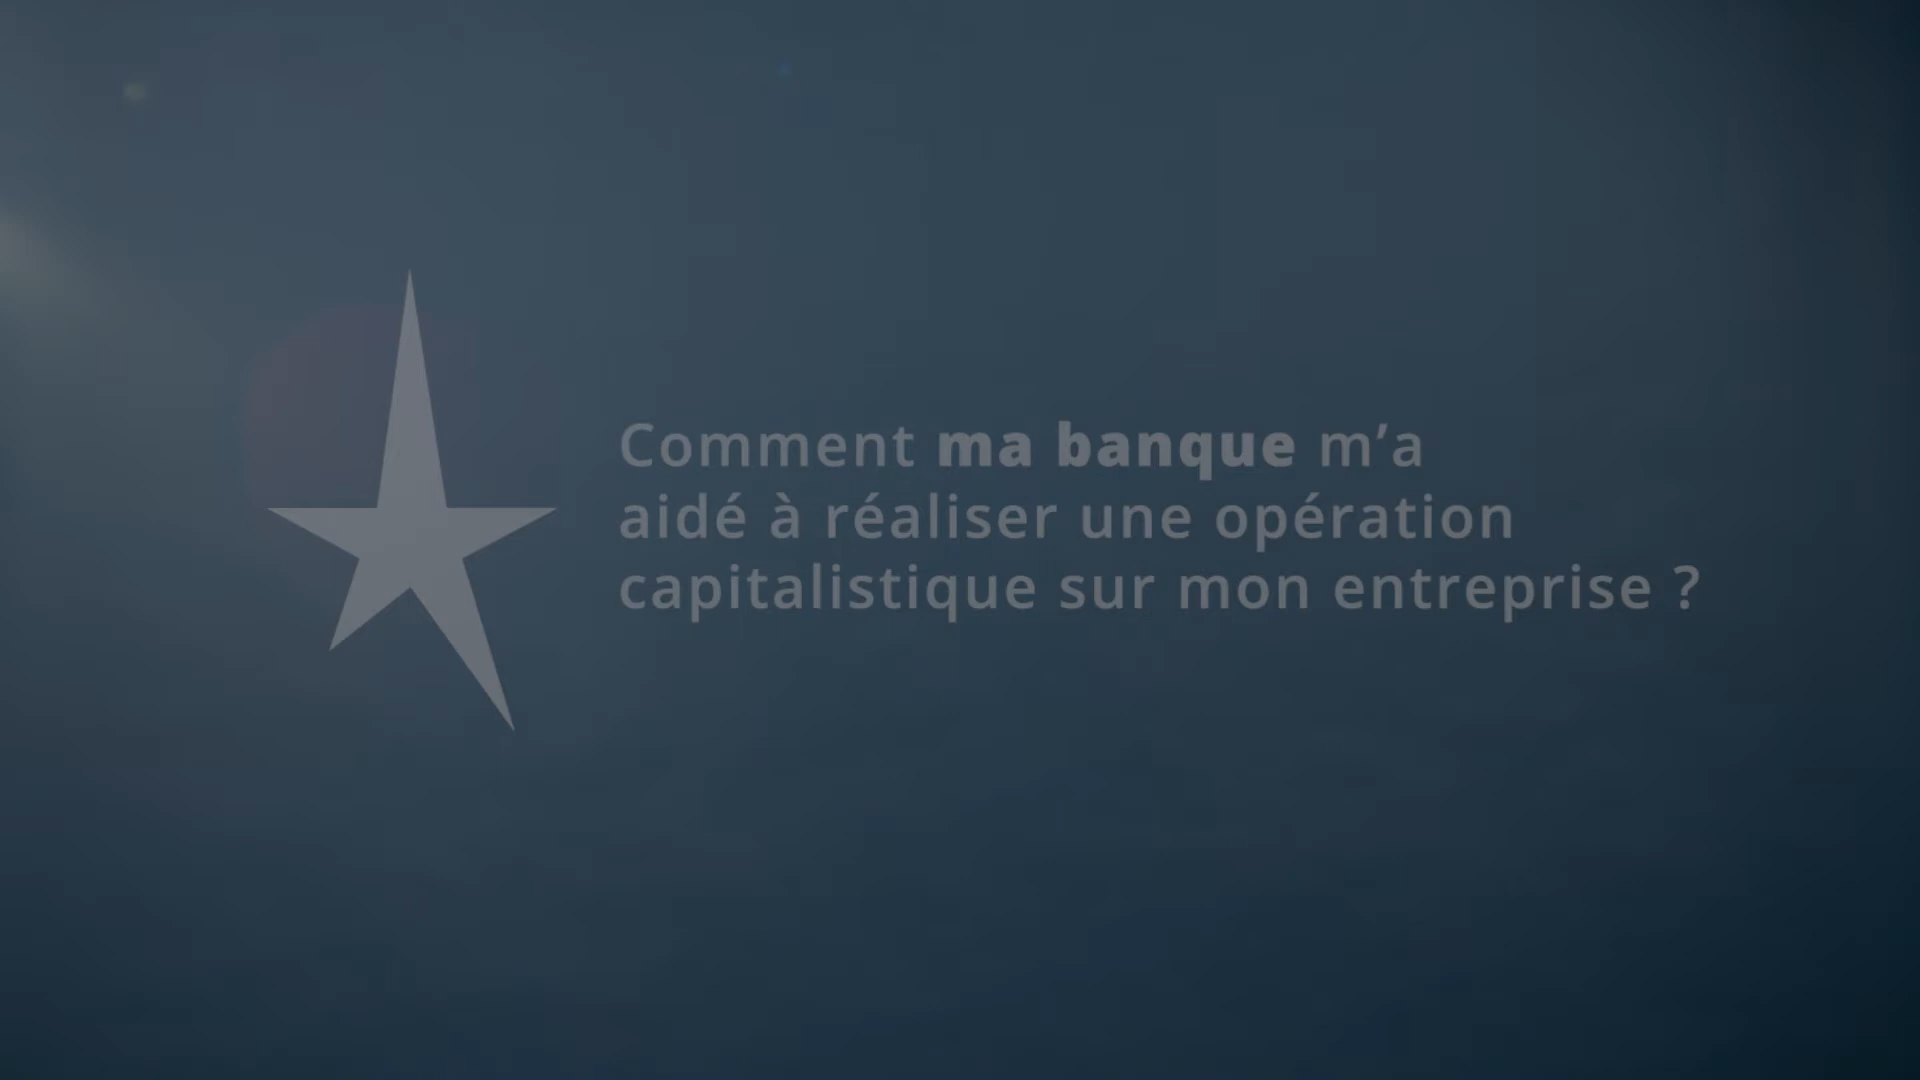 Comment ma banque m’a
aidé à réaliser une opération
capitalistique sur mon entreprise ?